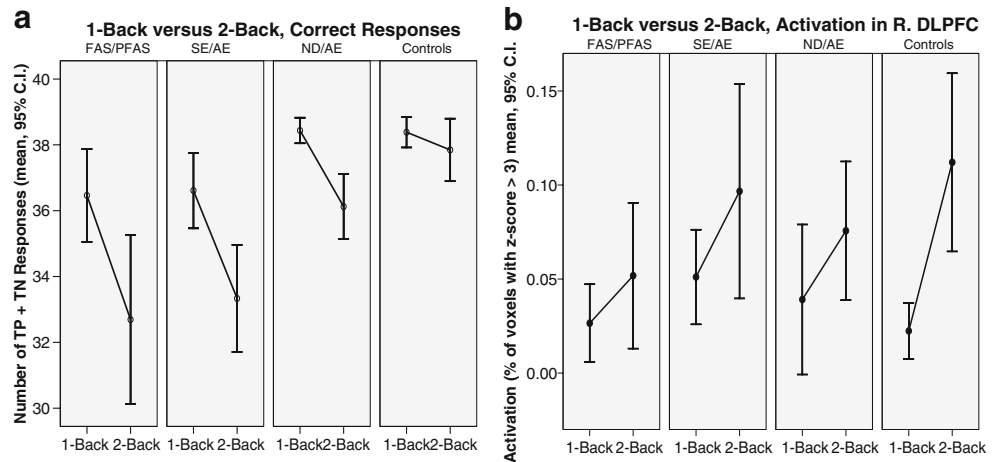 a
1-Back versus 2-Back, Correct Responses
FAS/PFAS SE/AE ND/AE Controls
Number of TP + TN Responses (mean, 95% C.I.)
40
38
36
34
32
30
1-Back 2-Back 1-Back 2-Back 1-Back2-Back 1-Back2-Back
b
1-Back versus 2-Back, Activation in R. DLPFC
FAS/PFAS SE/AE ND/AE Controls
Activation (% of voxels with z-score > 3) mean, 95% C.I.
0.15
0.10
0.05
0.00
1-Back 2-Back 1-Back 2-Back 1-Back 2-Back 1-Back 2-Back